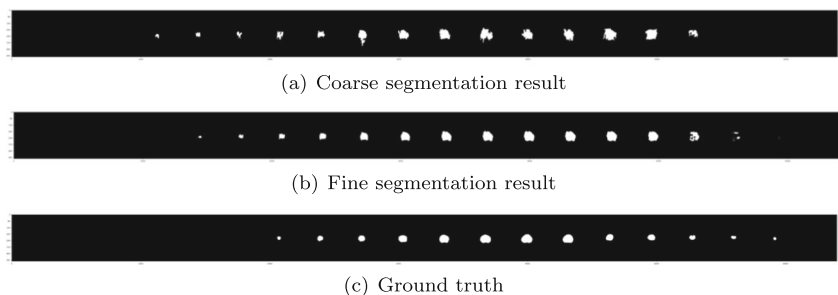 (a) Coarse segmentation result
(b) Fine segmentation result
(c) Ground truth